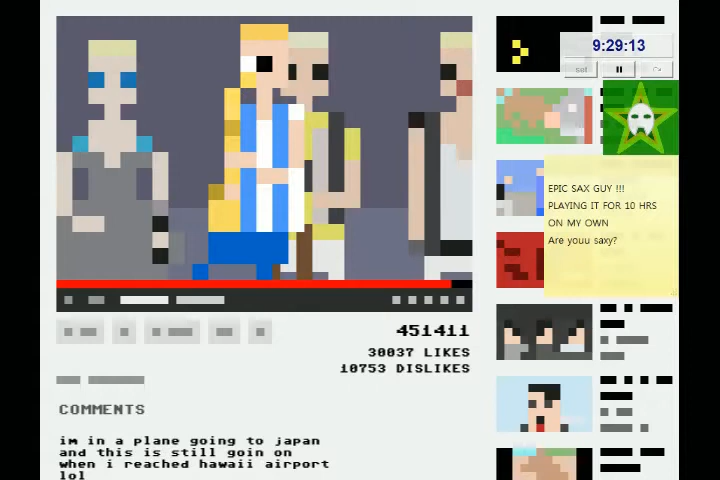 9:29:13
set
EPIC SAX GUY !!!
PLAYING IT FOR 10 HRS
ON MY OWN
Are youu saxy?
451411
30037 LIKES
10753 DISLIKES
COMMENTS
im in a plane going to japan
and this is still goin on
when i reached hawaii airport
lol